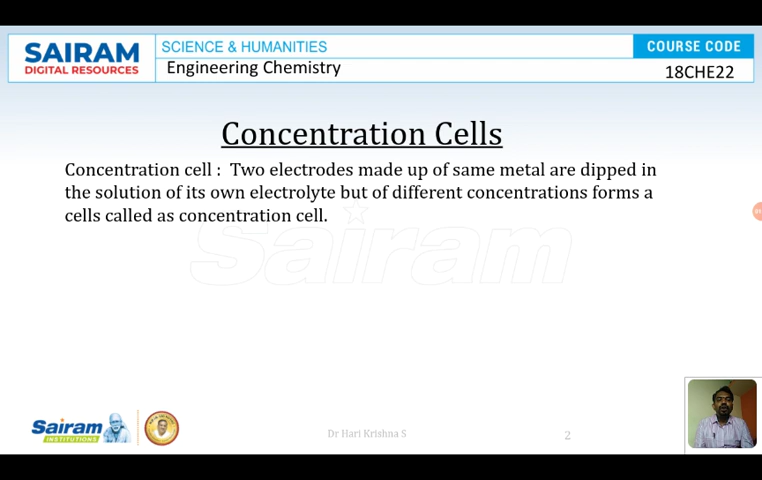 SAIRAM
DIGITAL RESOURCES
SCIENCE & HUMANITIES
Engineering Chemistry
COURSE CODE
18CHE22
Concentration Cells
Concentration cell : Two electrodes made up of same metal are dipped in
the solution of its own electrolyte but of different concentrations forms a
cells called as concentration cell.
Sairam
Sairam
INSTITUTIONS
Dr Hari Krishna S
2